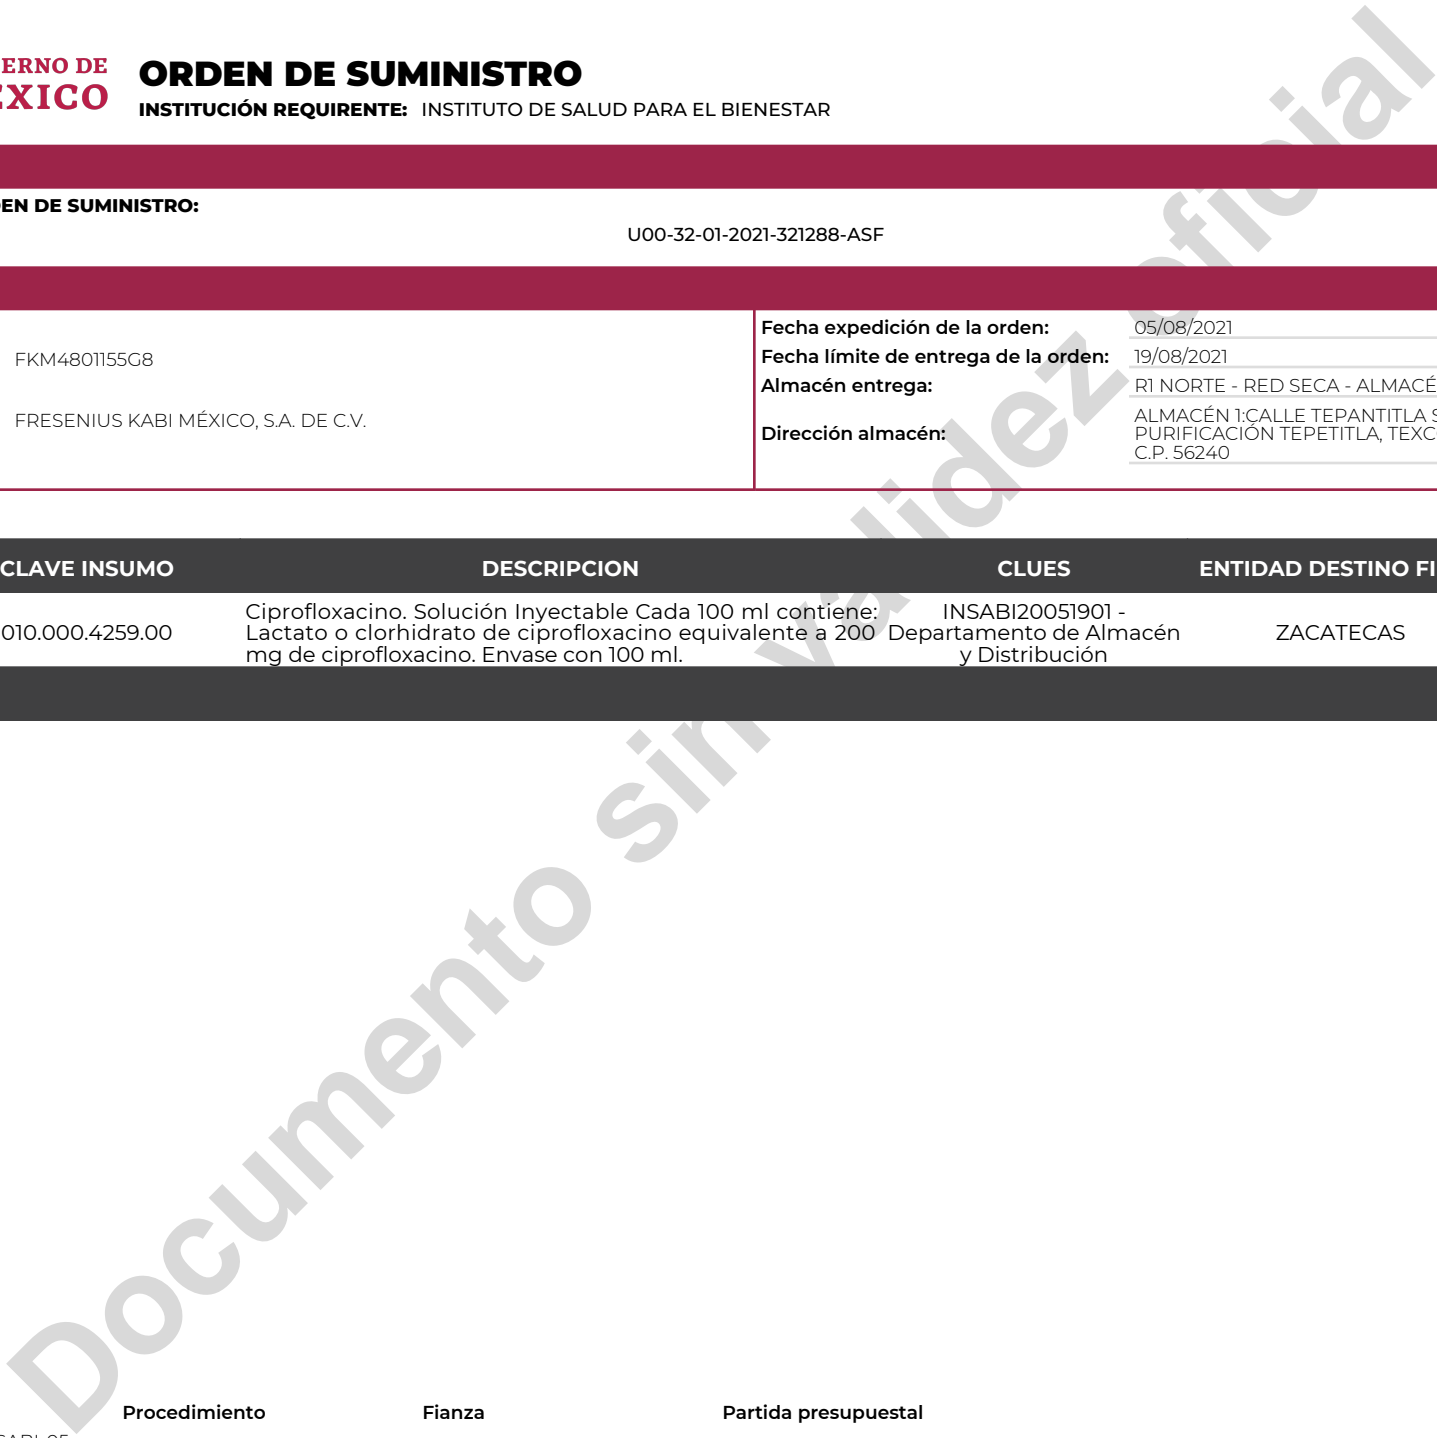 ERNO DE
ORDEN DE SUMINISTRO
EXICO
INSTITUCIÓN REQUIRENTE: INSTITUTO DE SALUD PARA EL BIENESTAR
EN DE SUMINISTRO:
U00-32-01-2021-321288-ASF
FKM4801155G8
FRESENIUS KABI MÉXICO, S.A. DE C.V.
Fecha expedición de la orden: 05/08/2021
Fecha límite de entrega de la orden: 19/08/2021
Almacén entrega: R1 NORTE - RED SECA - ALMACÉ
Dirección almacén: ALMACÉN 1:CALLE TEPANTITLA S
PURIFICACIÓN TEPETITLA, TEXC
C.P. 56240
CLAVE INSUMO DESCRIPCION CLUES ENTIDAD DESTINO FI
010.000.4259.00
Ciprofloxacino. Solución Inyectable Cada 100 ml contiene:
Lactato o clorhidrato de ciprofloxacino equivalente a 200
mg de ciprofloxacino. Envase con 100 ml.
INSABI20051901 -
Departamento de Almacén
y Distribución
ZACATECAS
Documento sin validez oficial
Procedimiento Fianza Partida presupuestal